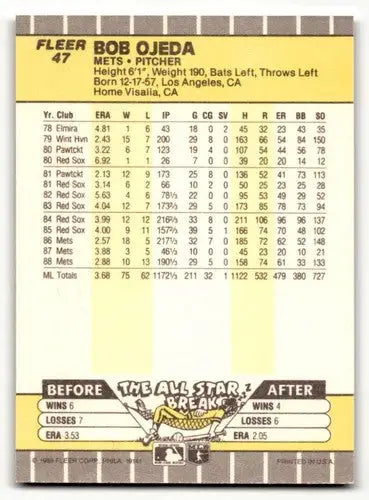 FLEER
47
BOB OJEDA
METS • PITCHER
Height 6'1", Weight 190, Bats Left, Throws Left
Born 12-17-57, Los Angeles, CA
Home Visalia, CA
Yr. Club ERA W L IP G CG SV H R ER BB SO
78 Elmira 4.81 1 6 43 18 0 2 45 32 23 43 35
79 Wint Hvn 2.43 15 7 200 29 8 0 163 66 54 84 150
80 Pawtckt 3.22 6 7 123 19 4 0 107 54 44 56 78
80 Red Sox 6.92 1 1 26 7 0 0 39 20 20 14 12
81 Pawtckt 2.13 12 9 173 25 8 0 136 52 41 73 113
81 Red Sox 3.14 6 2 66 10 2 0 50 25 23 25 28
82 Red Sox 5.63 4 6 78⅓ 22 0 0 95 53 49 29 52
83 Red Sox 4.04 12 7 173⅔ 29 5 0 173 85 78 73 94
84 Red Sox 3.99 12 12 216⅔ 33 8 0 211 106 96 96 137
85 Red Sox 4.00 9 11 157⅔ 39 5 1 166 74 70 48 102
86 Mets 2.57 18 5 217⅓ 32 7 0 185 72 62 52 148
87 Mets 3.88 3 5 46⅓ 10 0 0 45 23 20 10 21
88 Mets 2.88 10 13 190⅓ 29 5 0 158 74 61 33 133
ML Totals 3.68 75 62 1172⅓ 211 32 1 1122 532 479 380 727
BEFORE THE ALL STAR BREAK AFTER
WINS 6 WINS 4
LOSSES 7 LOSSES 6
ERA 3.53 ERA 2.05
© 1989 FLEER CORP., PHILA. 19141 PRINTED IN U.S.A.